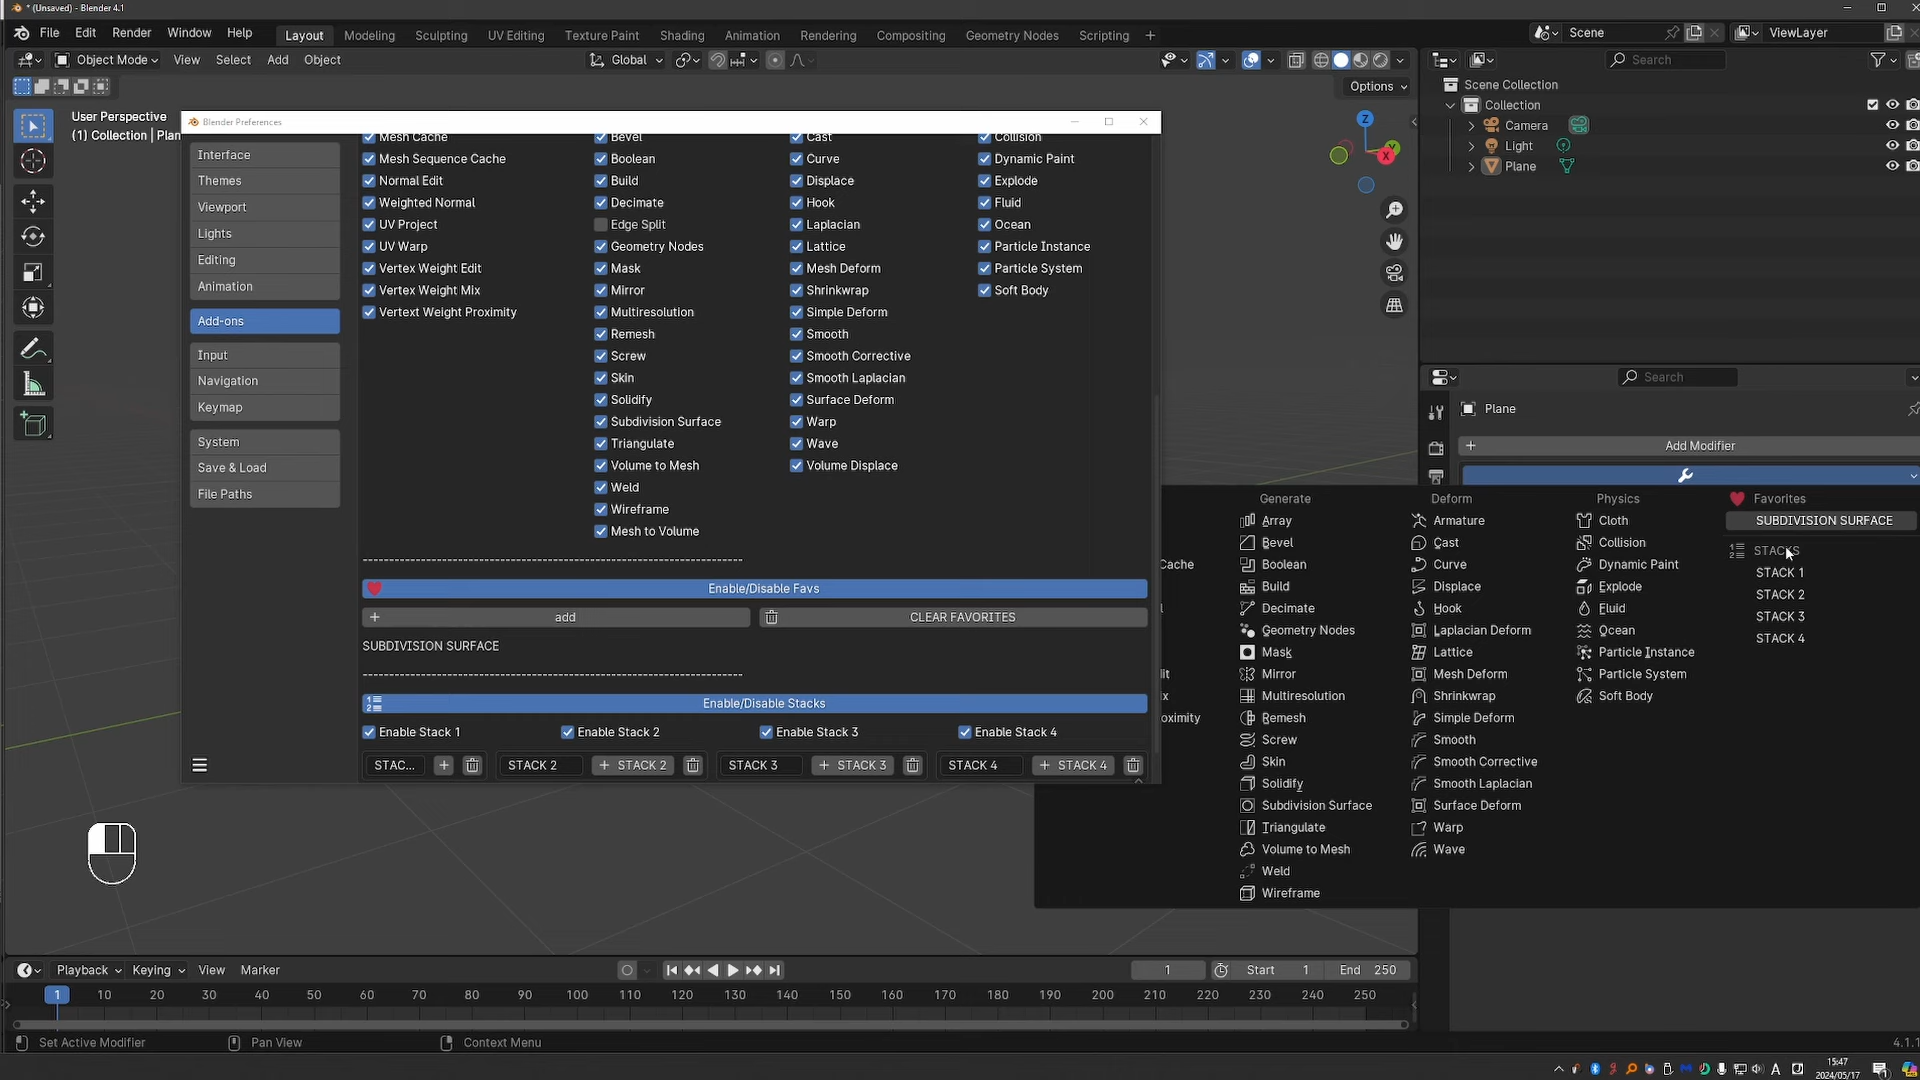 * (Unsaved) - Blender 4.1
File Edit Render Window Help Layout Modeling Sculpting UV Editing Texture Paint Shading Animation Rendering Compositing Geometry Nodes Scripting + Scene ViewLayer
Object Mode View Select Add Object Global Search
Options
User Perspective
(1) Collection | Plan
Z
Y
X
Scene Collection
Collection
Camera
Light
Plane
Blender Preferences
Interface
Themes
Viewport
Lights
Editing
Animation
Add-ons
Input
Navigation
Keymap
System
Save & Load
File Paths
Mesh Cache
Mesh Sequence Cache
Normal Edit
Weighted Normal
UV Project
UV Warp
Vertex Weight Edit
Vertex Weight Mix
Vertext Weight Proximity
Bevel
Boolean
Build
Decimate
Edge Split
Geometry Nodes
Mask
Mirror
Multiresolution
Remesh
Screw
Skin
Solidify
Subdivision Surface
Triangulate
Volume to Mesh
Weld
Wireframe
Mesh to Volume
Cast
Curve
Displace
Hook
Laplacian
Lattice
Mesh Deform
Shrinkwrap
Simple Deform
Smooth
Smooth Corrective
Smooth Laplacian
Surface Deform
Warp
Wave
Volume Displace
Collision
Dynamic Paint
Explode
Fluid
Ocean
Particle Instance
Particle System
Soft Body
Enable/Disable Favs
+ add CLEAR FAVORITES
SUBDIVISION SURFACE
Enable/Disable Stacks
Enable Stack 1 Enable Stack 2 Enable Stack 3 Enable Stack 4
STAC... + STACK 2 + STACK 2 STACK 3 + STACK 3 STACK 4 + STACK 4
Search
Plane
+ Add Modifier
Cache
it
ix
oximity
Generate
Array
Bevel
Boolean
Build
Decimate
Geometry Nodes
Mask
Mirror
Multiresolution
Remesh
Screw
Skin
Solidify
Subdivision Surface
Triangulate
Volume to Mesh
Weld
Wireframe
Deform
Armature
Cast
Curve
Displace
Hook
Laplacian Deform
Lattice
Mesh Deform
Shrinkwrap
Simple Deform
Smooth
Smooth Corrective
Smooth Laplacian
Surface Deform
Warp
Wave
Physics
Cloth
Collision
Dynamic Paint
Explode
Fluid
Ocean
Particle Instance
Particle System
Soft Body
Favorites
SUBDIVISION SURFACE
STACKS
STACK 1
STACK 2
STACK 3
STACK 4
Playback Keying View Marker 1 Start 1 End 250
1 10 20 30 40 50 60 70 80 90 100 110 120 130 140 150 160 170 180 190 200 210 220 230 240 250
Set Active Modifier Pan View Context Menu 4.1.1
A 15:47
2024/05/17